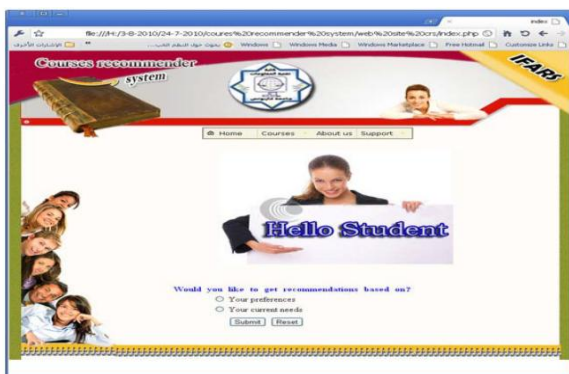 index
file:///H:/3-8-2010/24-7-2010/coures%20recommender%20system/web%20site%20crs/index.php
Windows Windows Media Windows Marketplace Free Hotmail Customize Links
Courses recommender
system
IFARS
Home Courses About us Support
Hello Student
Would you like to get recommendations based on?
Your preferences
Your current needs
Submit Reset